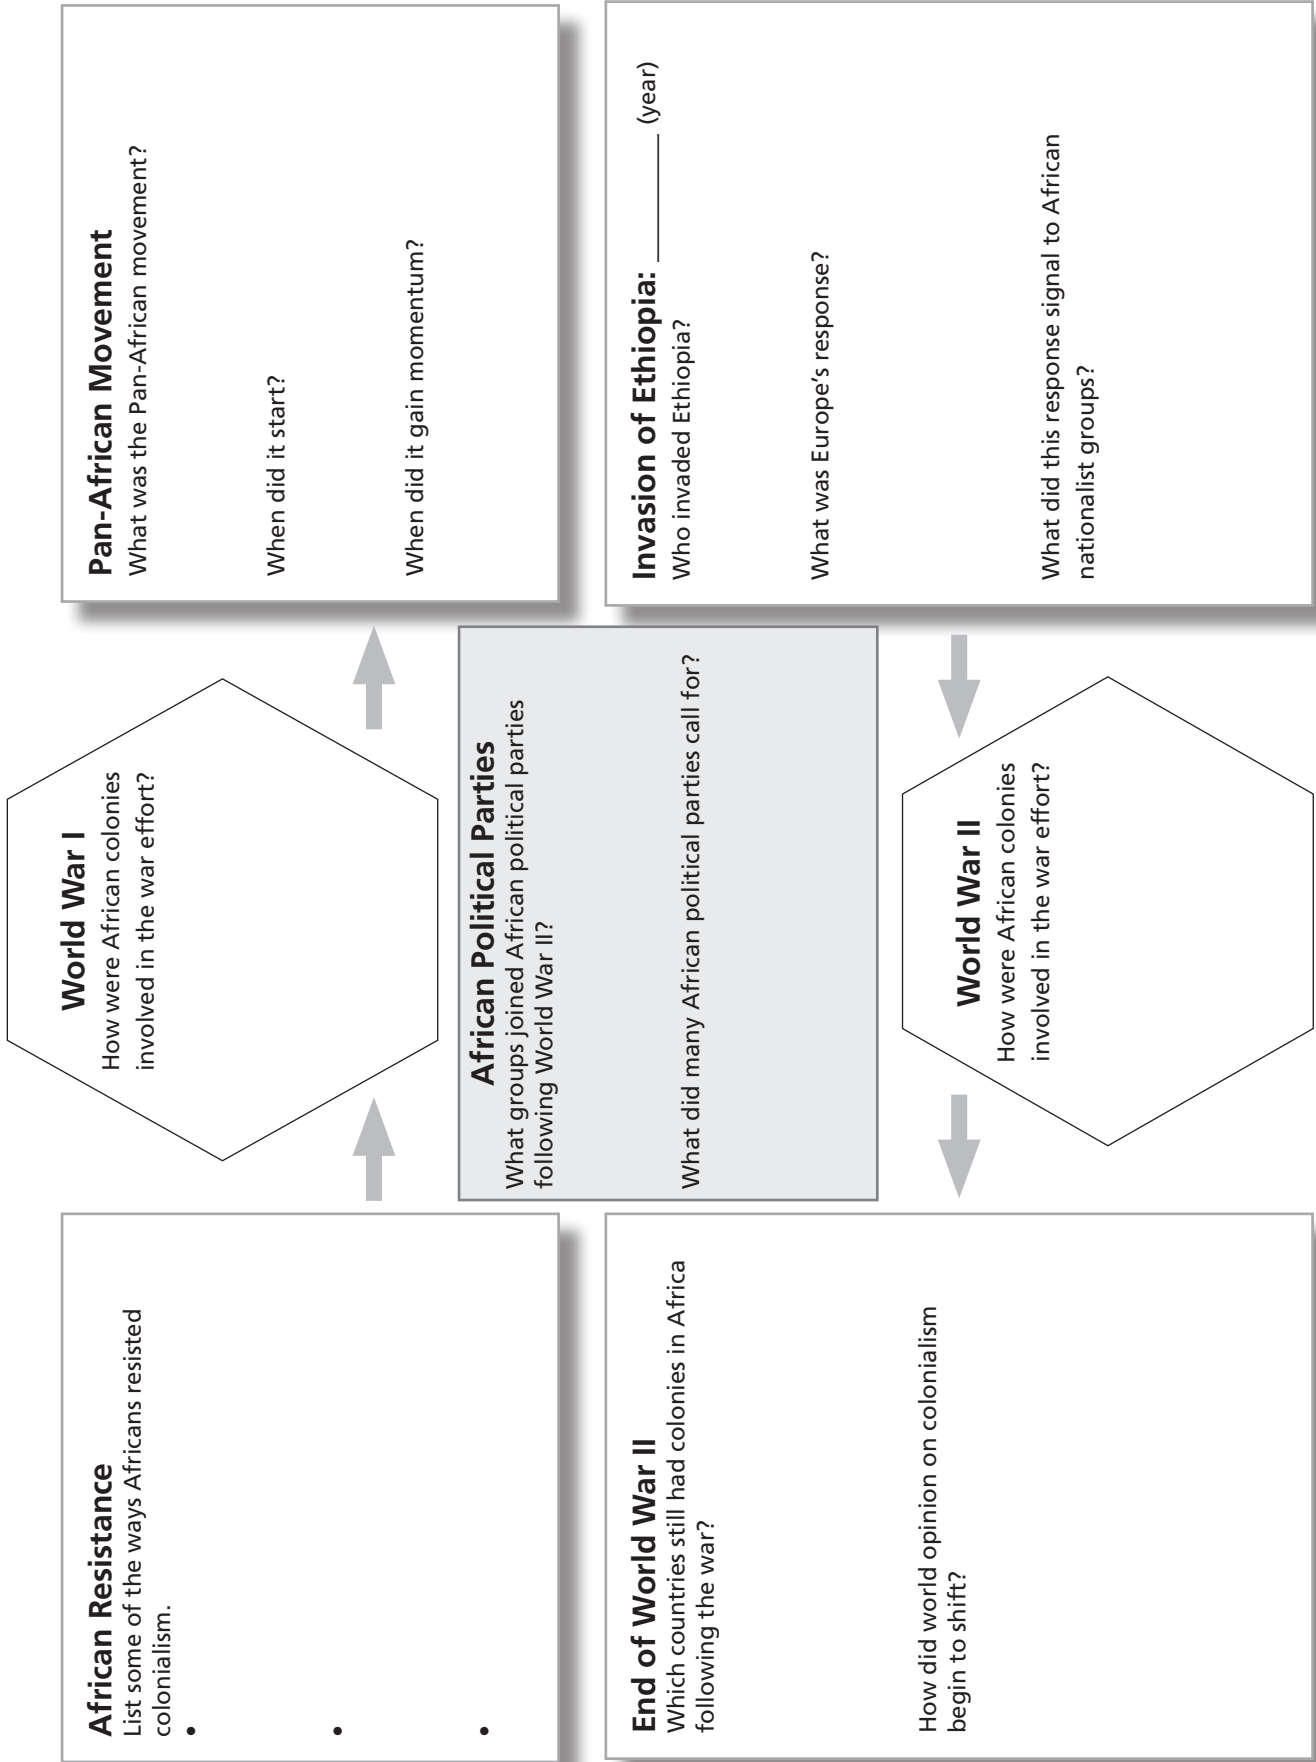 African Resistance
List some of the ways Africans resisted
colonialism.
•
•
•
World War I
How were African colonies
involved in the war effort?
Pan-African Movement
What was the Pan-African movement?
When did it start?
When did it gain momentum?
African Political Parties
What groups joined African political parties
following World War II?
What did many African political parties call for?
End of World War II
Which countries still had colonies in Africa
following the war?
How did world opinion on colonialism
begin to shift?
World War II
How were African colonies
involved in the war effort?
Invasion of Ethiopia: __________ (year)
Who invaded Ethiopia?
What was Europe’s response?
What did this response signal to African
nationalist groups?